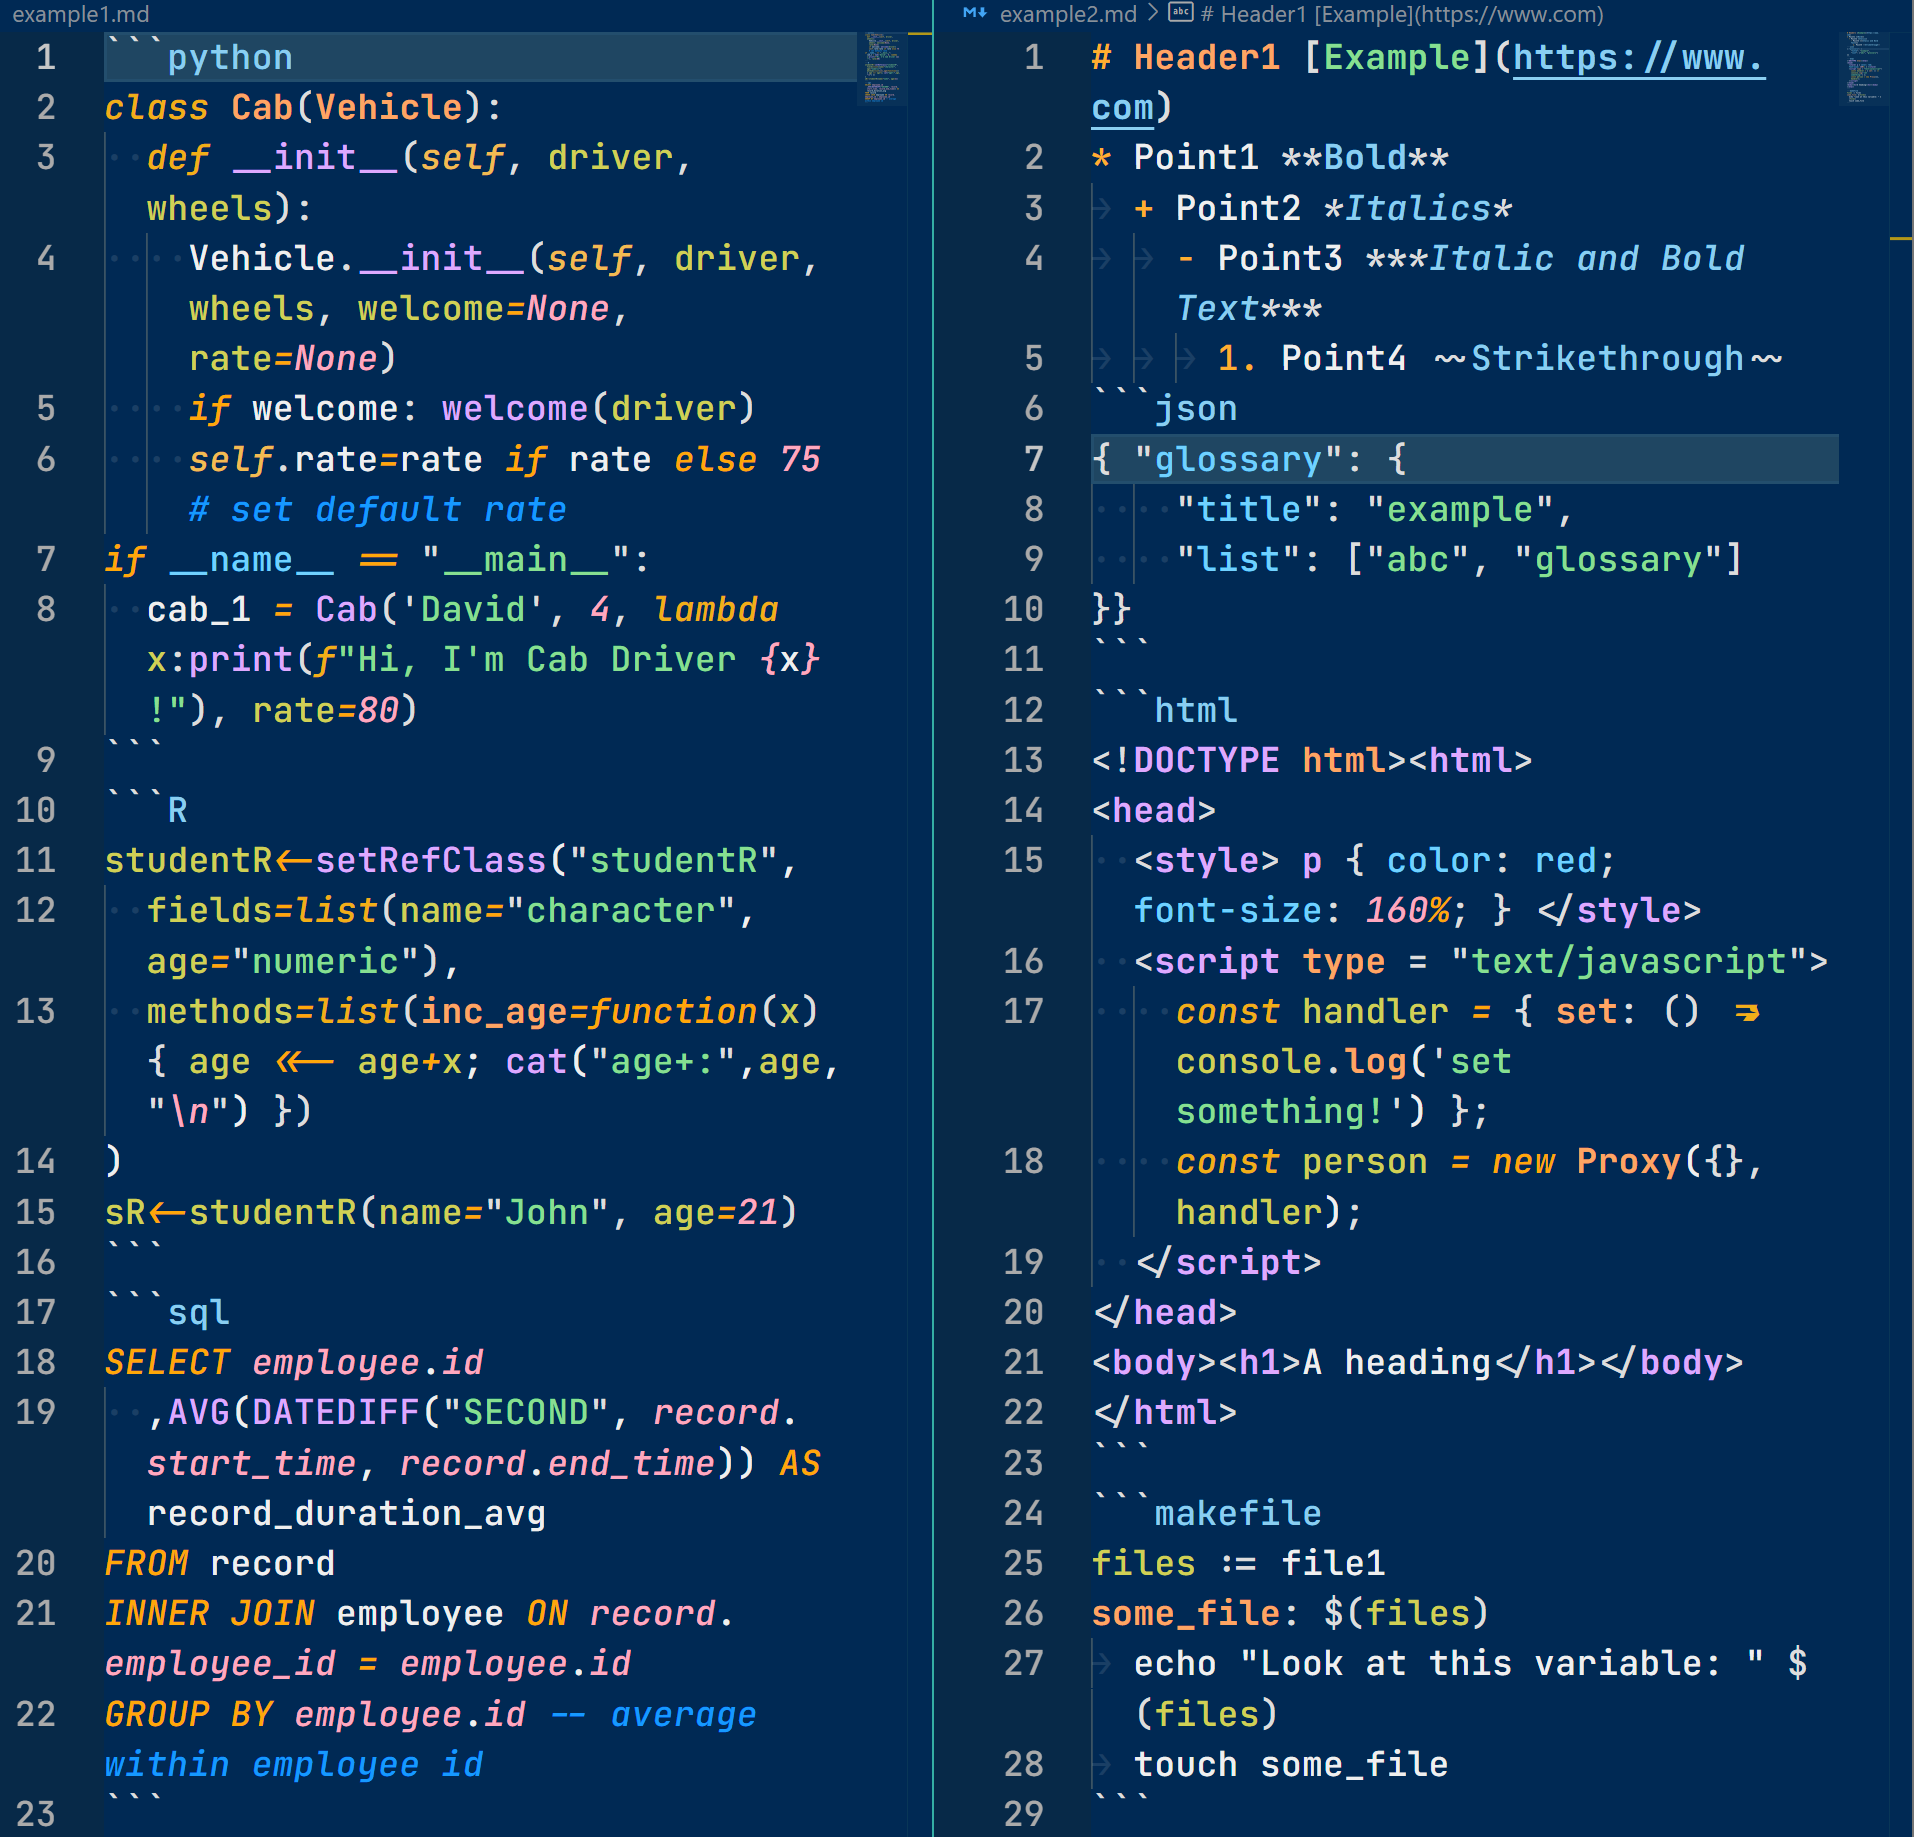 example1.md
1 ```python
2 class Cab(Vehicle):
3 def __init__(self, driver,
wheels):
4 Vehicle.__init__(self, driver,
wheels, welcome=None,
rate=None)
5 if welcome: welcome(driver)
6 self.rate=rate if rate else 75
# set default rate
7 if __name__ == "__main__":
8 cab_1 = Cab('David', 4, lambda
x:print(f"Hi, I'm Cab Driver {x}
!"), rate=80)
9 ```
10 ```R
11 studentR<-setRefClass("studentR",
12 fields=list(name="character",
age="numeric"),
13 methods=list(inc_age=function(x)
{ age <<- age+x; cat("age+:",age,
"\n") })
14 )
15 sR<-studentR(name="John", age=21)
16 ```
17 ```sql
18 SELECT employee.id
19 ,AVG(DATEDIFF("SECOND", record.
start_time, record.end_time)) AS
record_duration_avg
20 FROM record
21 INNER JOIN employee ON record.
employee_id = employee.id
22 GROUP BY employee.id -- average
within employee id
23 ```
example2.md > # Header1 [Example](https://www.com)
1 # Header1 [Example](https://www.
com)
2 * Point1 **Bold**
3 + Point2 *Italics*
4 - Point3 ***Italic and Bold
Text***
5 1. Point4 ~~Strikethrough~~
6 ```json
7 { "glossary": {
8 "title": "example",
9 "list": ["abc", "glossary"]
10 }}
11 ```
12 ```html
13 <!DOCTYPE html><html>
14 <head>
15 <style> p { color: red;
font-size: 160%; } </style>
16 <script type = "text/javascript">
17 const handler = { set: () =>
console.log('set
something!') };
18 const person = new Proxy({},
handler);
19 </script>
20 </head>
21 <body><h1>A heading</h1></body>
22 </html>
23 ```
24 ```makefile
25 files := file1
26 some_file: $(files)
27 echo "Look at this variable: " $
(files)
28 touch some_file
29 ```